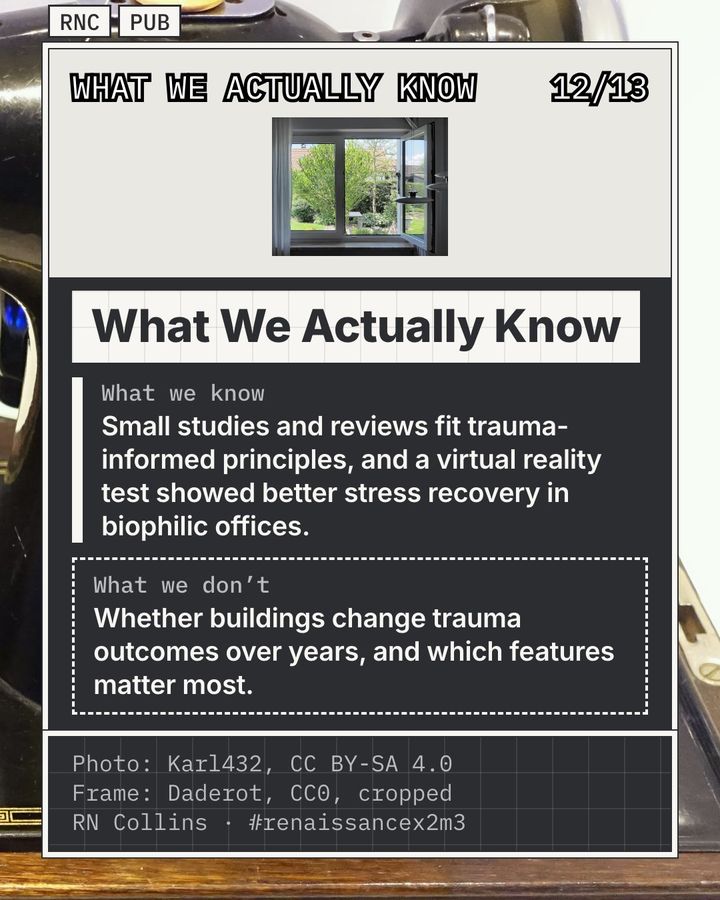 RNC PUB
WHAT WE ACTUALLY KNOW 12/13
What We Actually Know
What we know
Small studies and reviews fit trauma-
informed principles, and a virtual reality
test showed better stress recovery in
biophilic offices.
What we don’t
Whether buildings change trauma
outcomes over years, and which features
matter most.
Photo: Karl432, CC BY-SA 4.0
Frame: Daderot, CC0, cropped
RN Collins · #renaissancex2m3